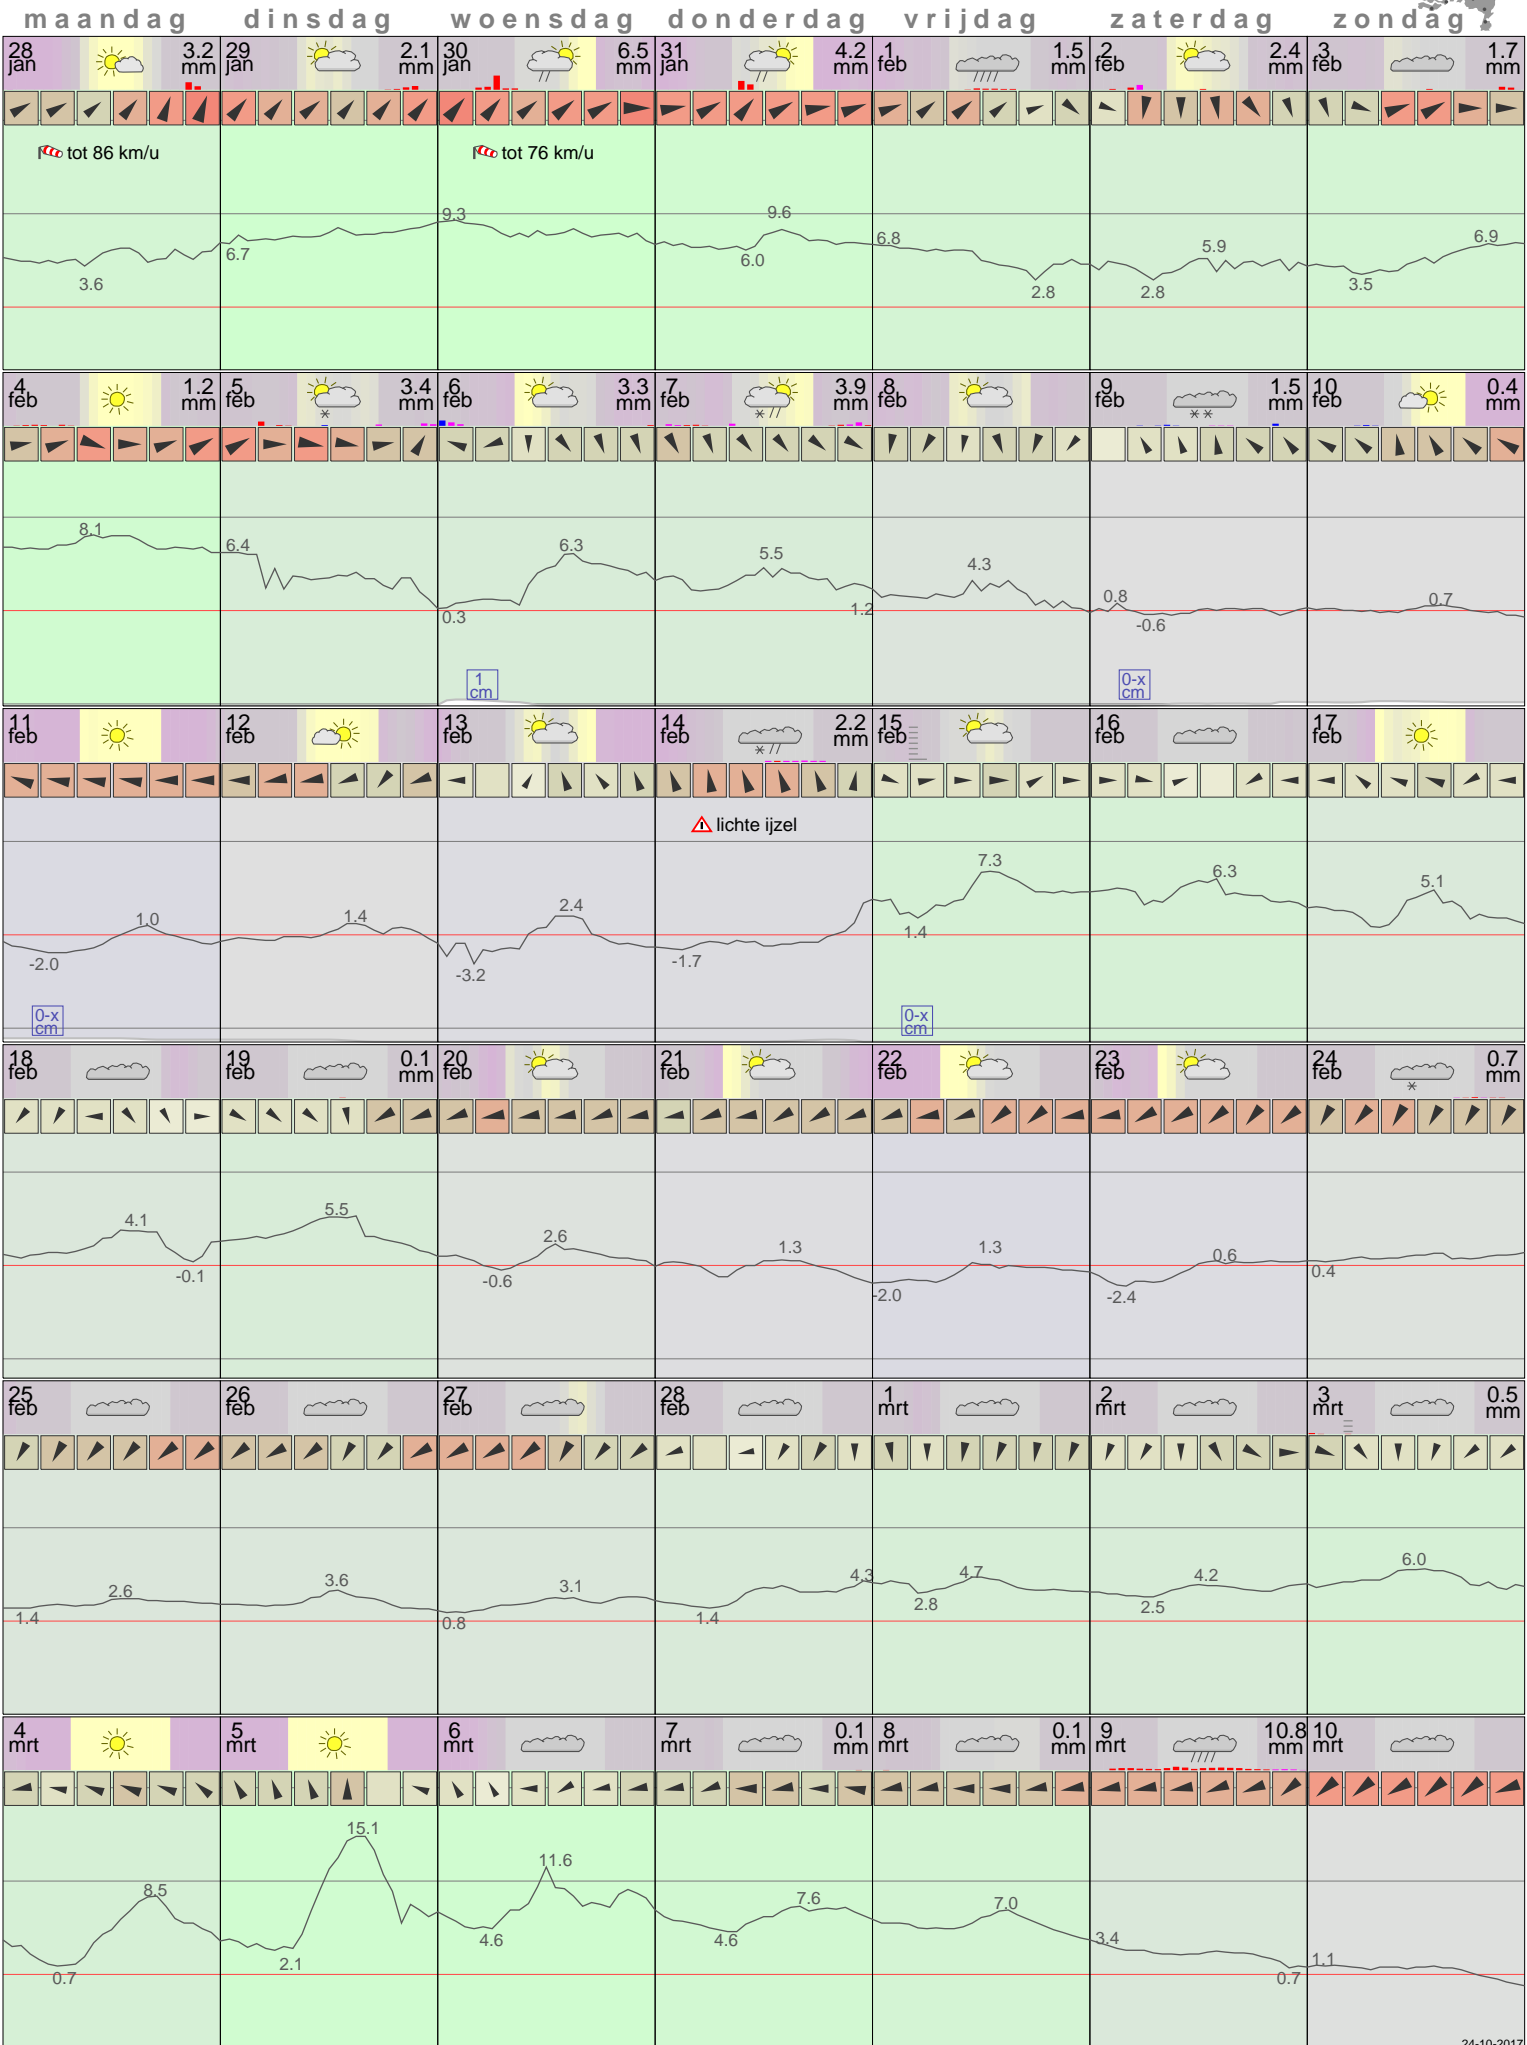 maandag dinsdag woensdag donderdag vrijdag zaterdag zondag
28 jan 3.2 mm 29 jan 2.1 mm 30 jan 6.5 mm 31 jan 4.2 mm 1 feb 1.5 mm 2 feb 2.4 mm 3 feb 1.7 mm
tot 86 km/u tot 76 km/u
3.6 6.7 9.3 6.0 9.6 6.8 2.8 2.8 5.9 3.5 6.9
4 feb 1.2 mm 5 feb 3.4 mm 6 feb 3.3 mm 7 feb 3.9 mm 8 feb 9 feb 1.5 mm 10 feb 0.4 mm
8.1 6.4 0.3 6.3 5.5 1.2 4.3 0.8 -0.6 0.7
1 cm 0-x cm
11 feb 12 feb 13 feb 14 feb 2.2 mm 15 feb 16 feb 17 feb
lichte ijzel
-2.0 1.0 1.4 -3.2 2.4 -1.7 1.4 7.3 6.3 5.1
0-x cm 0-x cm
18 feb 19 feb 0.1 mm 20 feb 21 feb 22 feb 23 feb 24 feb 0.7 mm
4.1 -0.1 5.5 -0.6 2.6 1.3 -2.0 1.3 -2.4 0.6 0.4
25 feb 26 feb 27 feb 28 feb 1 mrt 2 mrt 3 mrt 0.5 mm
1.4 2.6 3.6 0.8 3.1 1.4 4.3 2.8 4.7 2.5 4.2 6.0
4 mrt 5 mrt 6 mrt 7 mrt 0.1 mm 8 mrt 0.1 mm 9 mrt 10.8 mm 10 mrt
0.7 8.5 2.1 15.1 4.6 11.6 4.6 7.6 7.0 3.4 0.7 1.1
24-10-2017